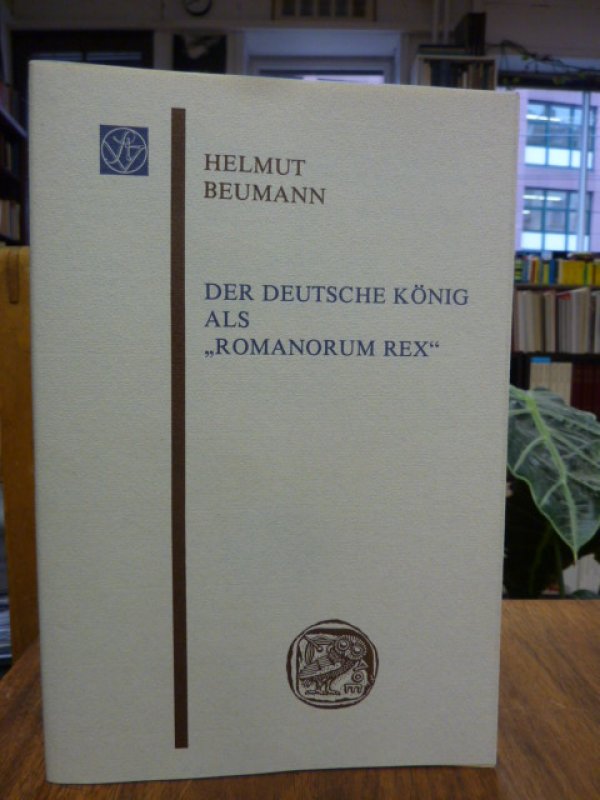 HELMUT
BEUMANN
DER DEUTSCHE KÖNIG
ALS
„ROMANORUM REX“